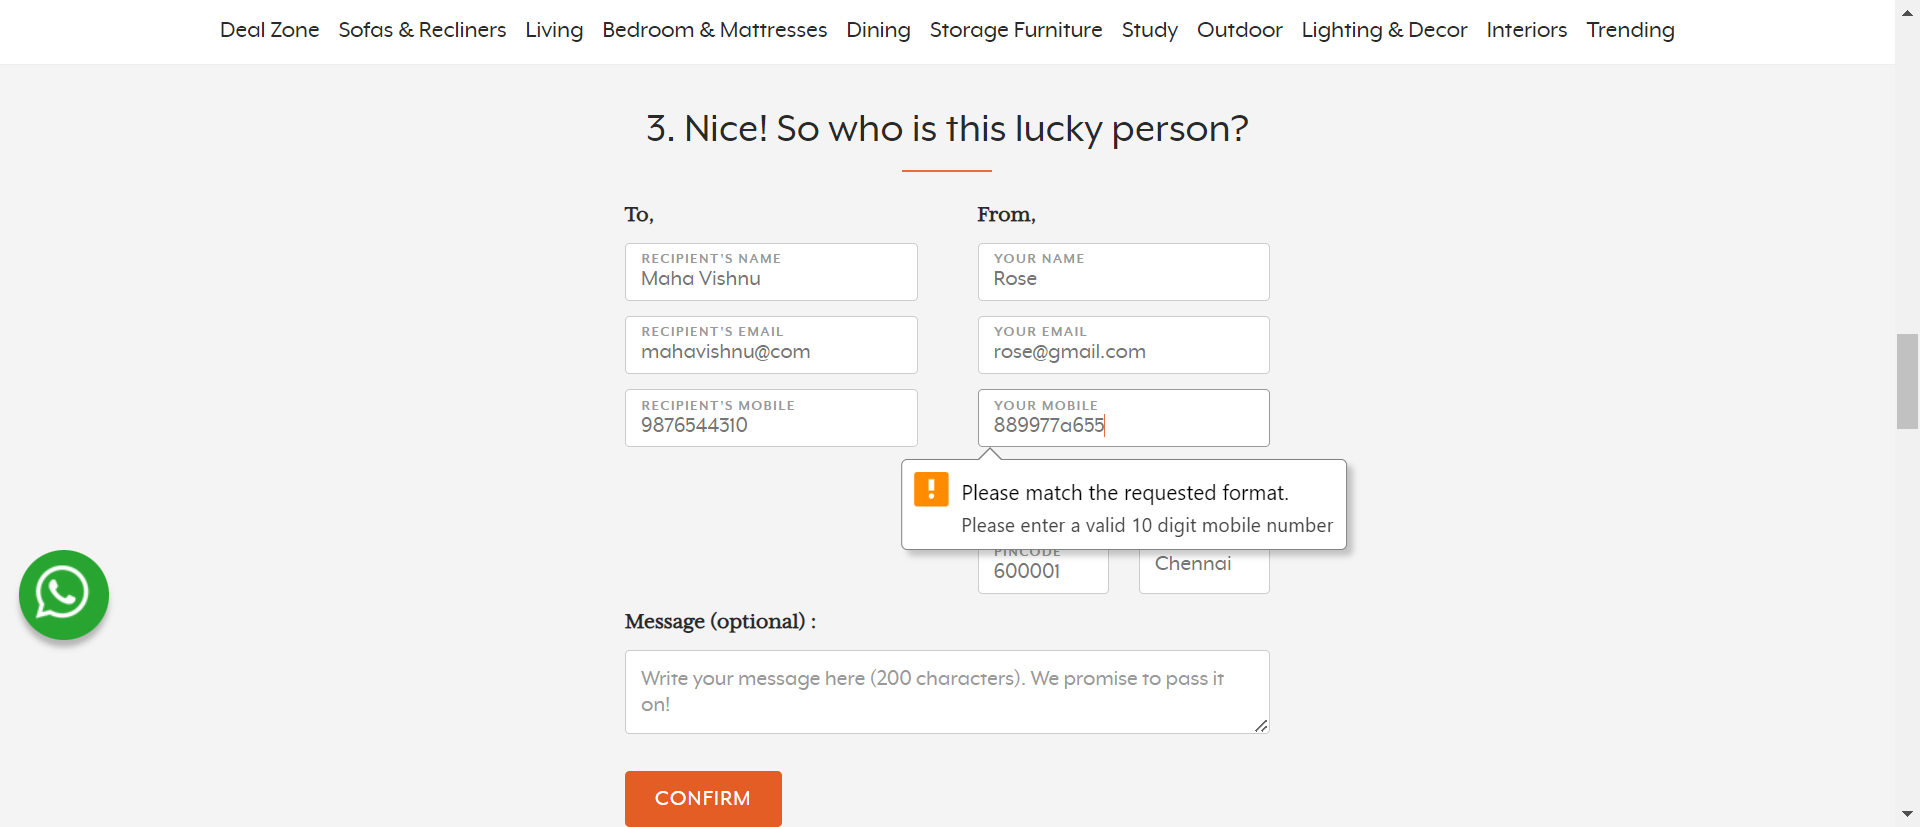 Deal Zone Sofas & Recliners Living Bedroom & Mattresses Dining Storage Furniture Study Outdoor Lighting & Decor Interiors Trending
3. Nice! So who is this lucky person?
To,
From,
RECIPIENT'S NAME
Maha Vishnu
YOUR NAME
Rose
RECIPIENT'S EMAIL
mahavishnu@com
YOUR EMAIL
rose@gmail.com
RECIPIENT'S MOBILE
9876544310
YOUR MOBILE
889977a655
Please match the requested format.
Please enter a valid 10 digit mobile number
PINCODE
600001
Chennai
Message (optional) :
Write your message here (200 characters). We promise to pass it
on!
CONFIRM